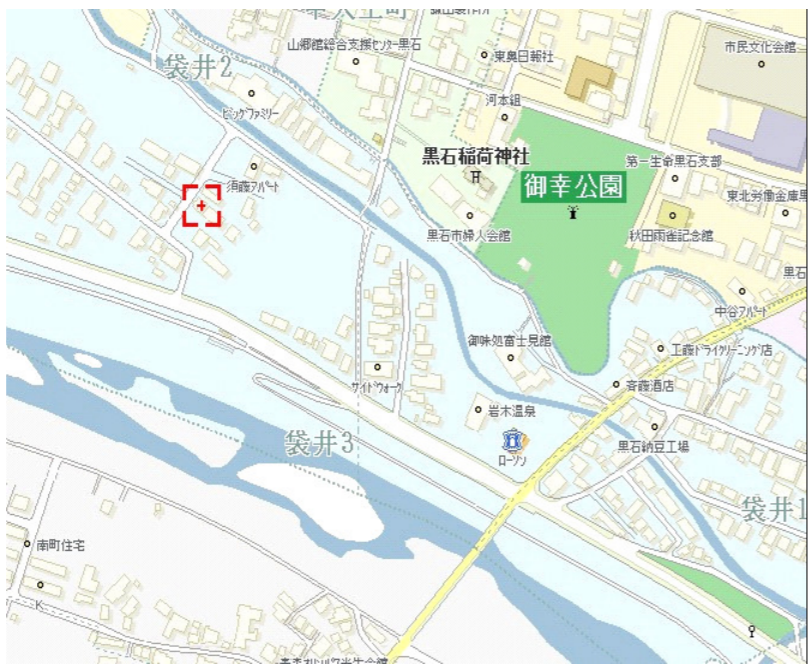 袋井2
山郷館総合支援センター黒石
東奥日報社
市民文化会館
ビッグファミリー
河本組
黒石稲荷神社
第一生命黒石支部
須藤アパート
御幸公園
東北労働金庫黒
黒石市婦人会館
秋田雨雀記念館
黒石
中谷アパート
御味処富士見館
工藤ドライクリーニング店
サイドウォーク
斉藤酒店
岩木温泉
袋井3
ローソン
黒石納豆工場
袋井1
南町住宅
K